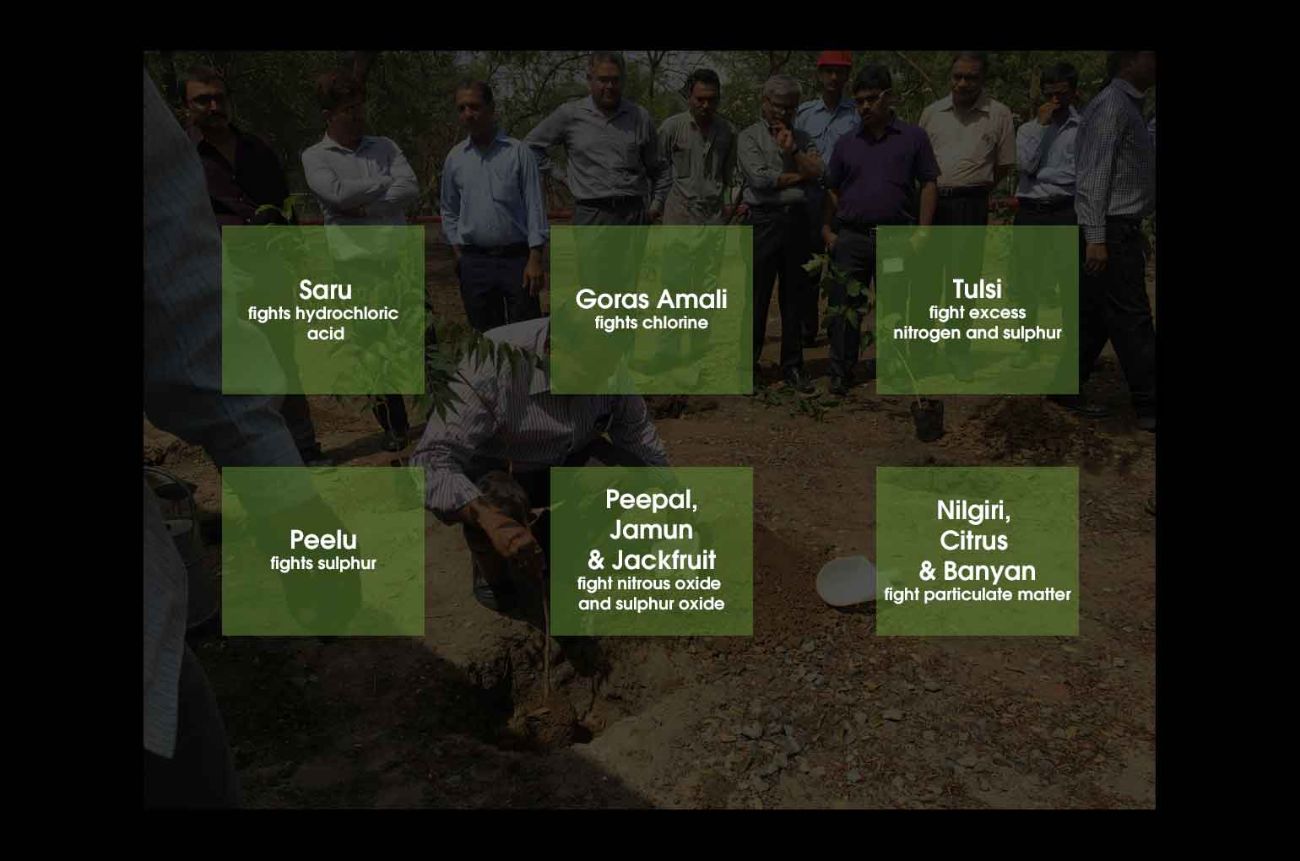 Saru
fights hydrochloric
acid
Goras Amali
fights chlorine
Tulsi
fight excess
nitrogen and sulphur
Peelu
fights sulphur
Peepal,
Jamun
& Jackfruit
fight nitrous oxide
and sulphur oxide
Nilgiri,
Citrus
& Banyan
fight particulate matter